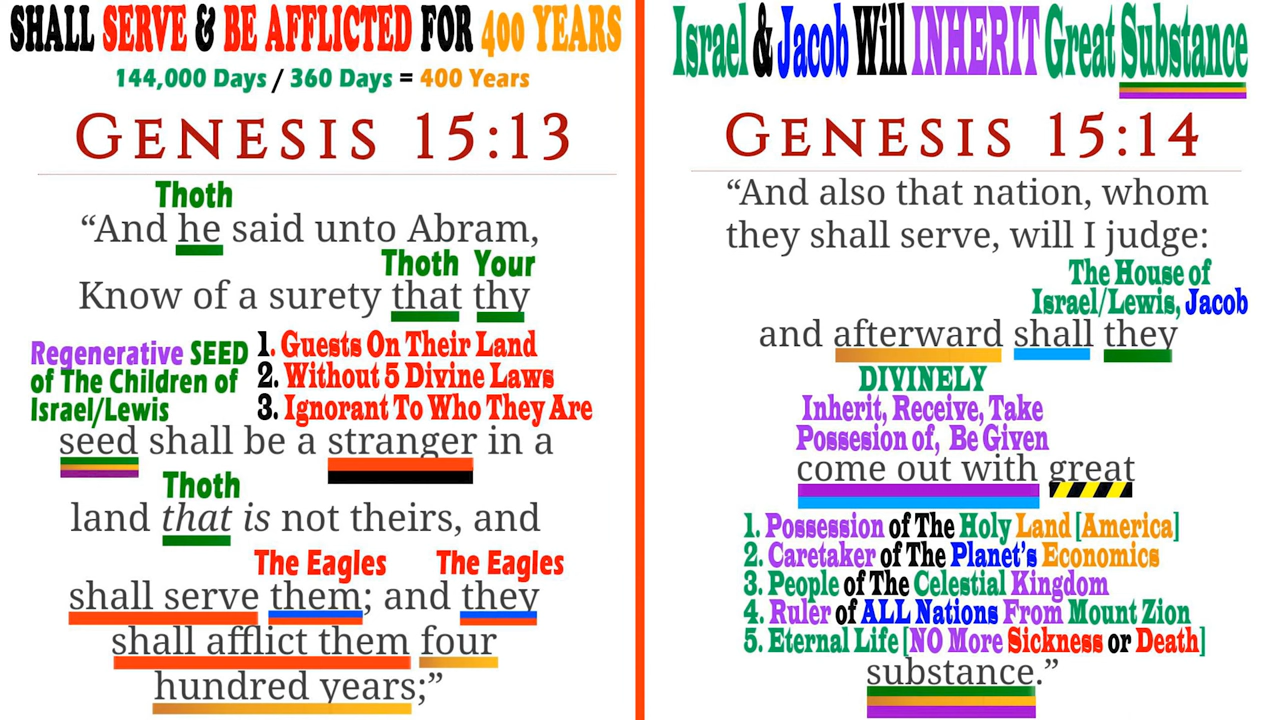 SHALL SERVE & BE AFFLICTED FOR 400 YEARS
144,000 Days / 360 Days = 400 Years
GENESIS 15:13
Thoth
“And he said unto Abram,
Thoth Your
Know of a surety that thy
Regenerative SEED
of The Children of
Israel/Lewis
1. Guests On Their Land
2. Without 5 Divine Laws
3. Ignorant To Who They Are
seed shall be a stranger in a
Thoth
land that is not theirs, and
The Eagles The Eagles
shall serve them; and they
shall afflict them four
hundred years;”
Israel & Jacob Will INHERIT Great Substance
GENESIS 15:14
“And also that nation, whom
they shall serve, will I judge:
The House of
Israel/Lewis, Jacob
and afterward shall they
DIVINELY
Inherit, Receive, Take
Possesion of, Be Given
come out with great
1. Possession of The Holy Land [America]
2. Caretaker of The Planet's Economics
3. People of The Celestial Kingdom
4. Ruler of ALL Nations From Mount Zion
5. Eternal Life [NO More Sickness or Death]
substance.”